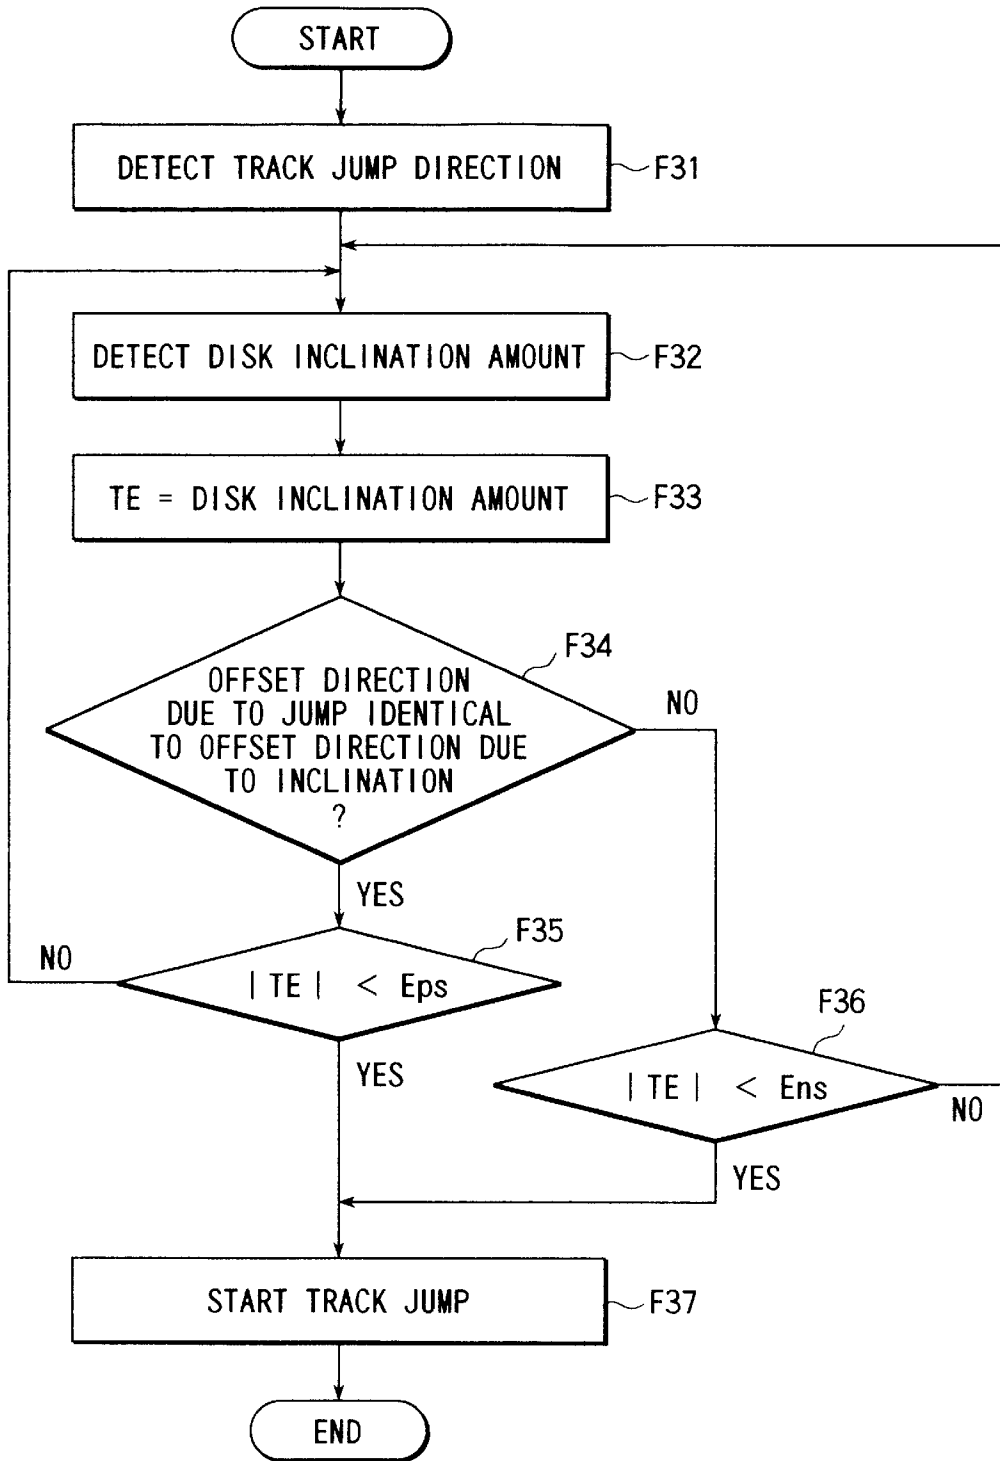 START
DETECT TRACK JUMP DIRECTION
F31
DETECT DISK INCLINATION AMOUNT
F32
TE = DISK INCLINATION AMOUNT
F33
F34
OFFSET DIRECTION
DUE TO JUMP IDENTICAL
TO OFFSET DIRECTION DUE
TO INCLINATION
?
NO
YES
F35
NO
| TE | < Eps
YES
F36
| TE | < Ens
NO
YES
START TRACK JUMP
F37
END